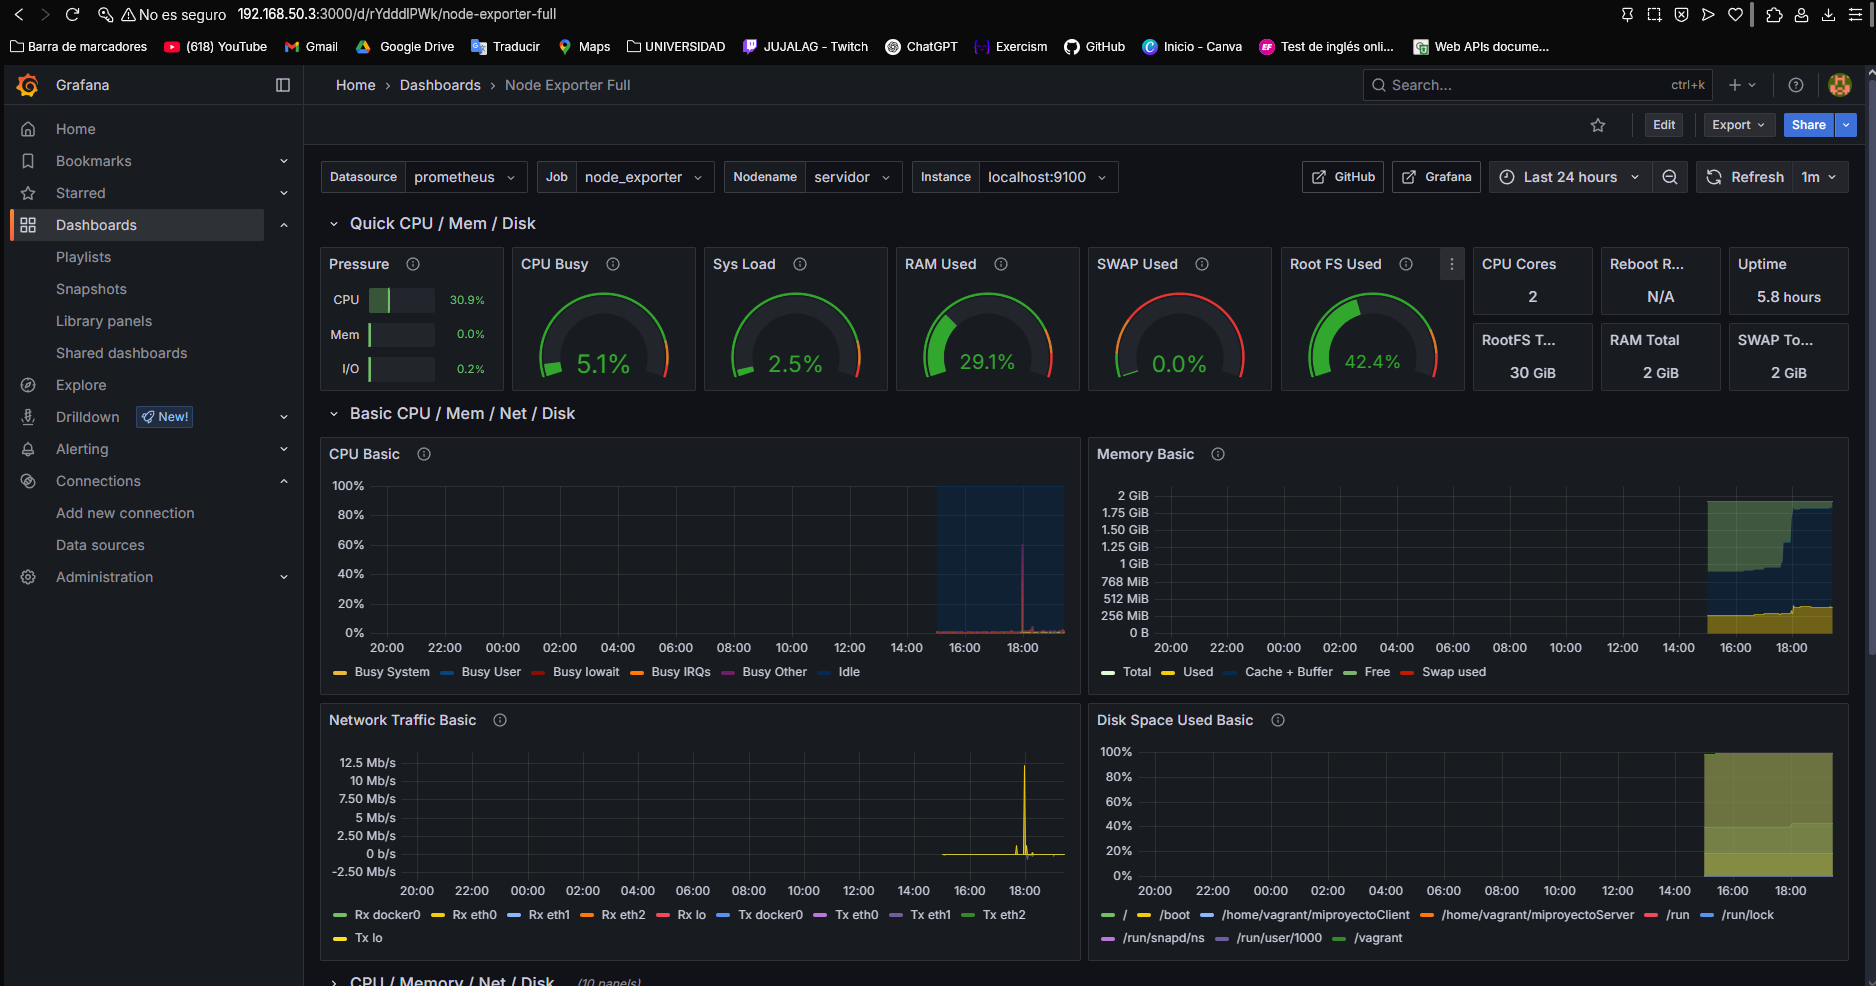 No es seguro 192.168.50.3:3000/d/rYdddlPWk/node-exporter-full
Barra de marcadores (618) YouTube Gmail Google Drive Traducir Maps UNIVERSIDAD JUJALAG - Twitch ChatGPT Exercism GitHub Inicio - Canva Test de inglés onli... Web APIs docume...
Grafana
Home › Dashboards › Node Exporter Full
Search... ctrl+k
Edit Export Share
Home
Bookmarks
Starred
Dashboards
Playlists
Snapshots
Library panels
Shared dashboards
Explore
Drilldown New!
Alerting
Connections
Add new connection
Data sources
Administration
Datasource prometheus Job node_exporter Nodename servidor Instance localhost:9100 GitHub Grafana Last 24 hours Refresh 1m
Quick CPU / Mem / Disk
Pressure
CPU 30.9%
Mem 0.0%
I/O 0.2%
CPU Busy
5.1%
Sys Load
2.5%
RAM Used
29.1%
SWAP Used
0.0%
Root FS Used
42.4%
CPU Cores
2
Reboot R...
N/A
Uptime
5.8 hours
RootFS T...
30 GiB
RAM Total
2 GiB
SWAP To...
2 GiB
Basic CPU / Mem / Net / Disk
CPU Basic
100%
80%
60%
40%
20%
0%
20:00 22:00 00:00 02:00 04:00 06:00 08:00 10:00 12:00 14:00 16:00 18:00
Busy System Busy User Busy Iowait Busy IRQs Busy Other Idle
Memory Basic
2 GiB
1.75 GiB
1.50 GiB
1.25 GiB
1 GiB
768 MiB
512 MiB
256 MiB
0 B
20:00 22:00 00:00 02:00 04:00 06:00 08:00 10:00 12:00 14:00 16:00 18:00
Total Used Cache + Buffer Free Swap used
Network Traffic Basic
12.5 Mb/s
10 Mb/s
7.50 Mb/s
5 Mb/s
2.50 Mb/s
0 b/s
-2.50 Mb/s
20:00 22:00 00:00 02:00 04:00 06:00 08:00 10:00 12:00 14:00 16:00 18:00
Rx docker0 Rx eth0 Rx eth1 Rx eth2 Rx lo Tx docker0 Tx eth0 Tx eth1 Tx eth2
Tx lo
Disk Space Used Basic
100%
80%
60%
40%
20%
0%
20:00 22:00 00:00 02:00 04:00 06:00 08:00 10:00 12:00 14:00 16:00 18:00
/ /boot /home/vagrant/miproyectoClient /home/vagrant/miproyectoServer /run /run/lock
/run/snapd/ns /run/user/1000 /vagrant
CPU / Memory / Net / Disk (10 panels)